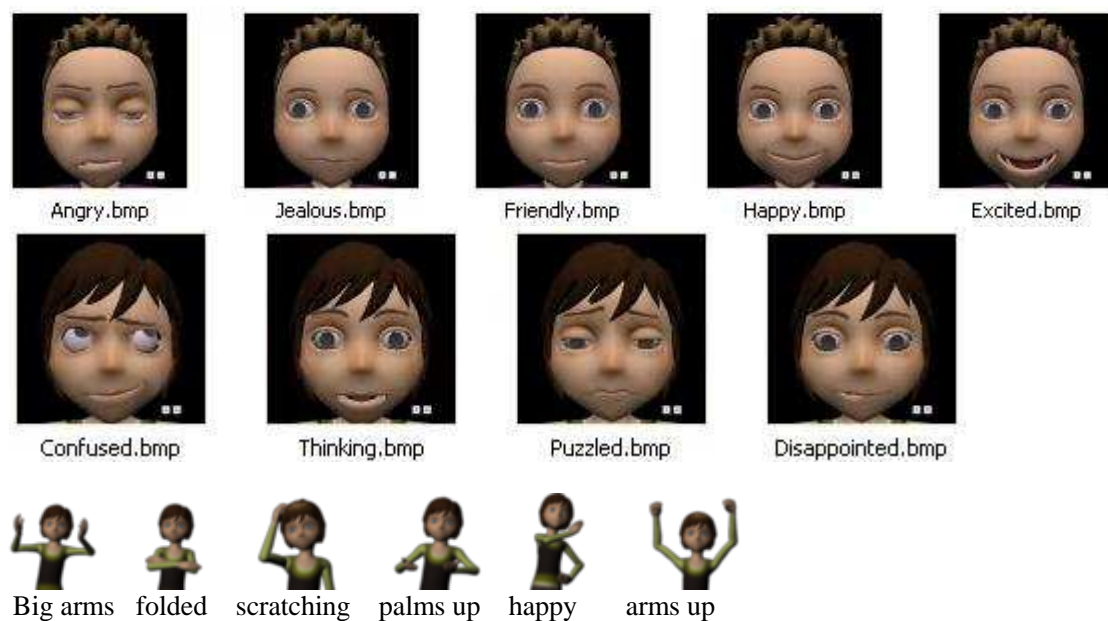 Angry.bmp Jealous.bmp Friendly.bmp Happy.bmp Excited.bmp
Confused.bmp Thinking.bmp Puzzled.bmp Disappointed.bmp
Big arms folded scratching palms up happy arms up